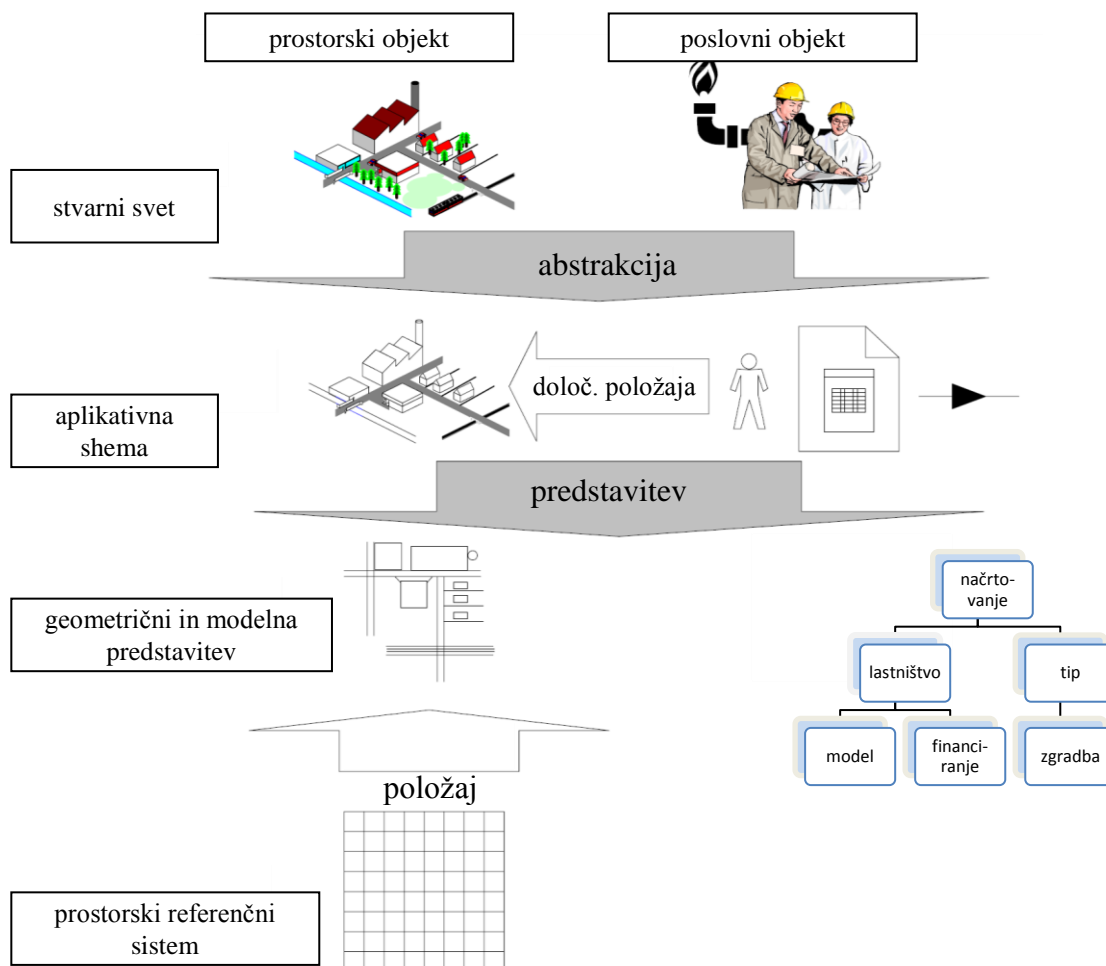 prostorski objekt
poslovni objekt
stvarni svet
abstrakcija
določ. položaja
aplikativna
shema
predstavitev
geometrični in modelna
predstavitev
načrto-
vanje
lastništvo
tip
model
financi-
ranje
zgradba
položaj
prostorski referenčni
sistem